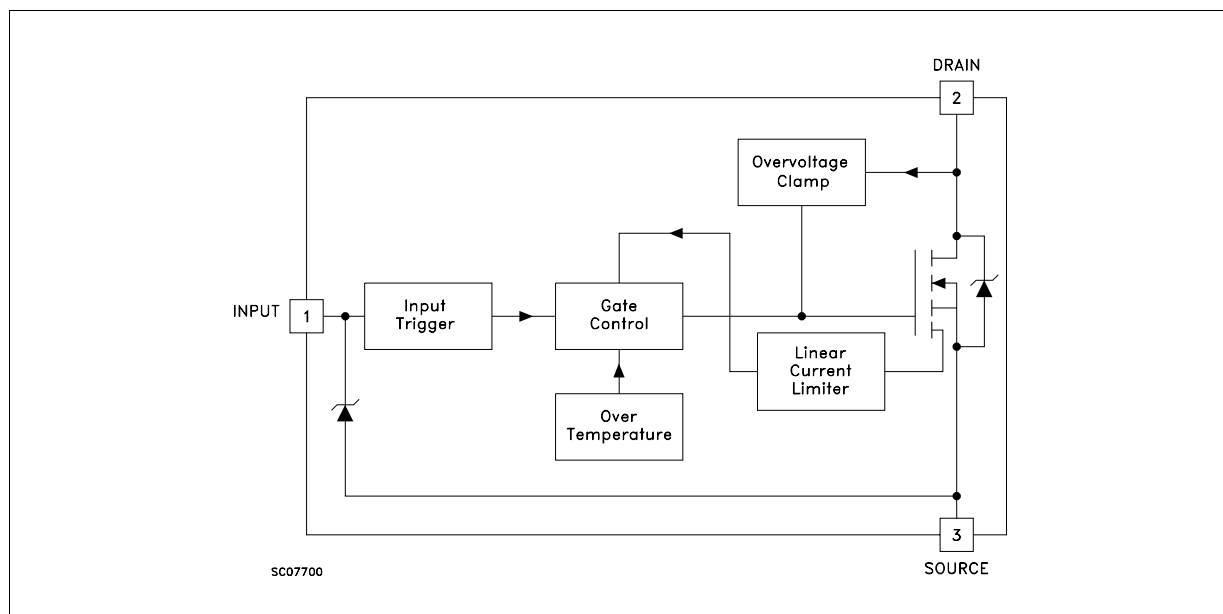 DRAIN
2
Overvoltage
Clamp
INPUT
1
Input
Trigger
Gate
Control
Linear
Current
Limiter
Over
Temperature
3
SOURCE
SC07700